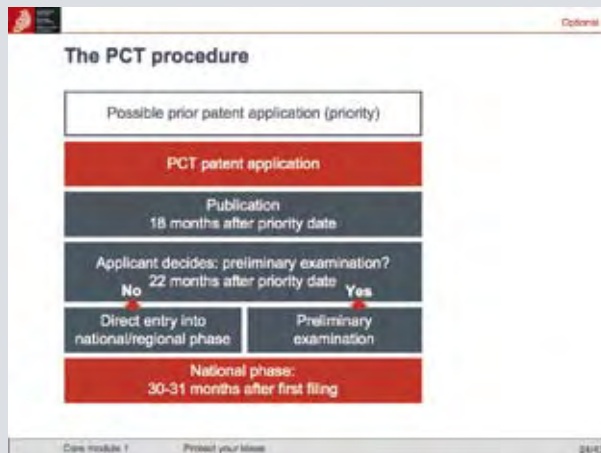 Optional
The PCT procedure
Possible prior patent application (priority)
PCT patent application
Publication
18 months after priority date
Applicant decides: preliminary examination?
22 months after priority date
No
Yes
Direct entry into
national/regional phase
Preliminary
examination
National phase:
30-31 months after first filing
Core module 1
Protect your ideas